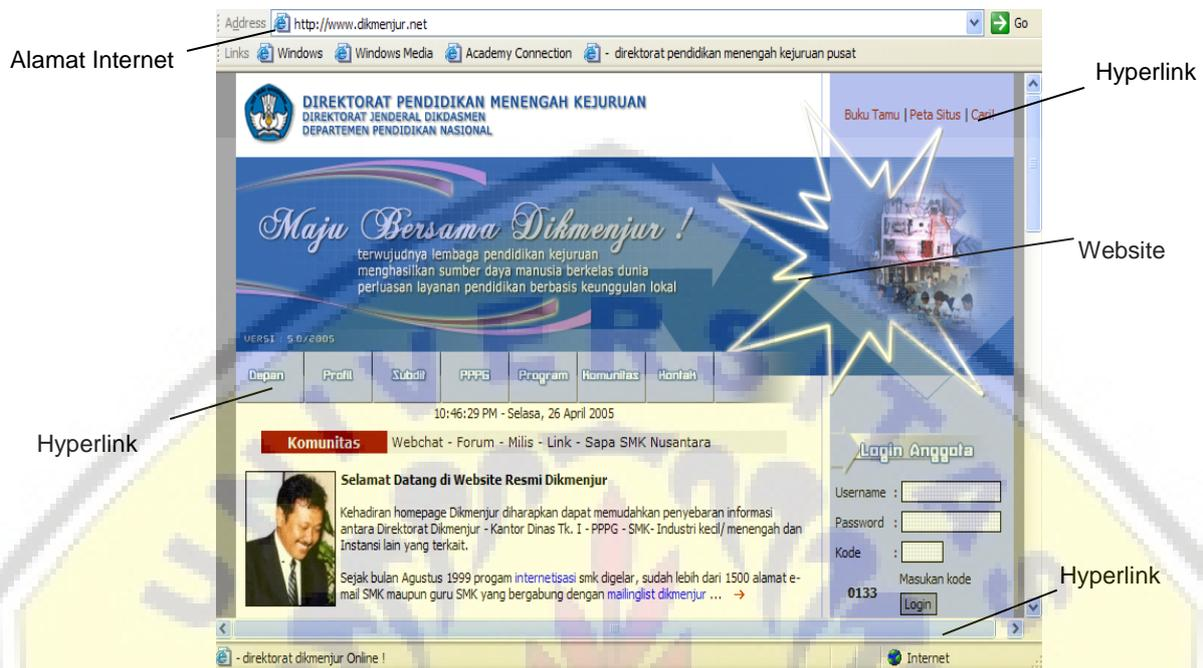 Address http://www.dikmenjur.net Go
Alamat Internet
Links Windows Windows Media Academy Connection - direktorat pendidikan menengah kejuruan pusat
Hyperlink
DIREKTORAT PENDIDIKAN MENENGAH KEJURUAN
DIREKTORAT JENDERAL DIKDASMEN
DEPARTEMEN PENDIDIKAN NASIONAL
Buku Tamu | Peta Situs | Cari!
Maju Bersama Dikmenjur !
terwujudnya lembaga pendidikan kejuruan
menghasilkan sumber daya manusia berkelas dunia
perluasan layanan pendidikan berbasis keunggulan lokal
Website
VERSI : 5.0/2005
Depan Profil Subdit PPPG Program Komunitas Kontak
10:46:29 PM - Selasa, 26 April 2005
Hyperlink
Komunitas Webchat - Forum - Milis - Link - Sapa SMK Nusantara
Login Anggota
Selamat Datang di Website Resmi Dikmenjur
Username :
Kehadiran homepage Dikmenjur diharapkan dapat memudahkan penyebaran informasi
antara Direktorat Dikmenjur - Kantor Dinas Tk. I - PPPG - SMK- Industri kecil/ menengah dan
Instansi lain yang terkait.
Password :
Kode :
Sejak bulan Agustus 1999 progam internetisasi smk digelar, sudah lebih dari 1500 alamat e-
mail SMK maupun guru SMK yang bergabung dengan mailinglist dikmenjur ... →
Masukan kode
0133 Login
Hyperlink
- direktorat dikmenjur Online ! Internet
UNIVERSITAS